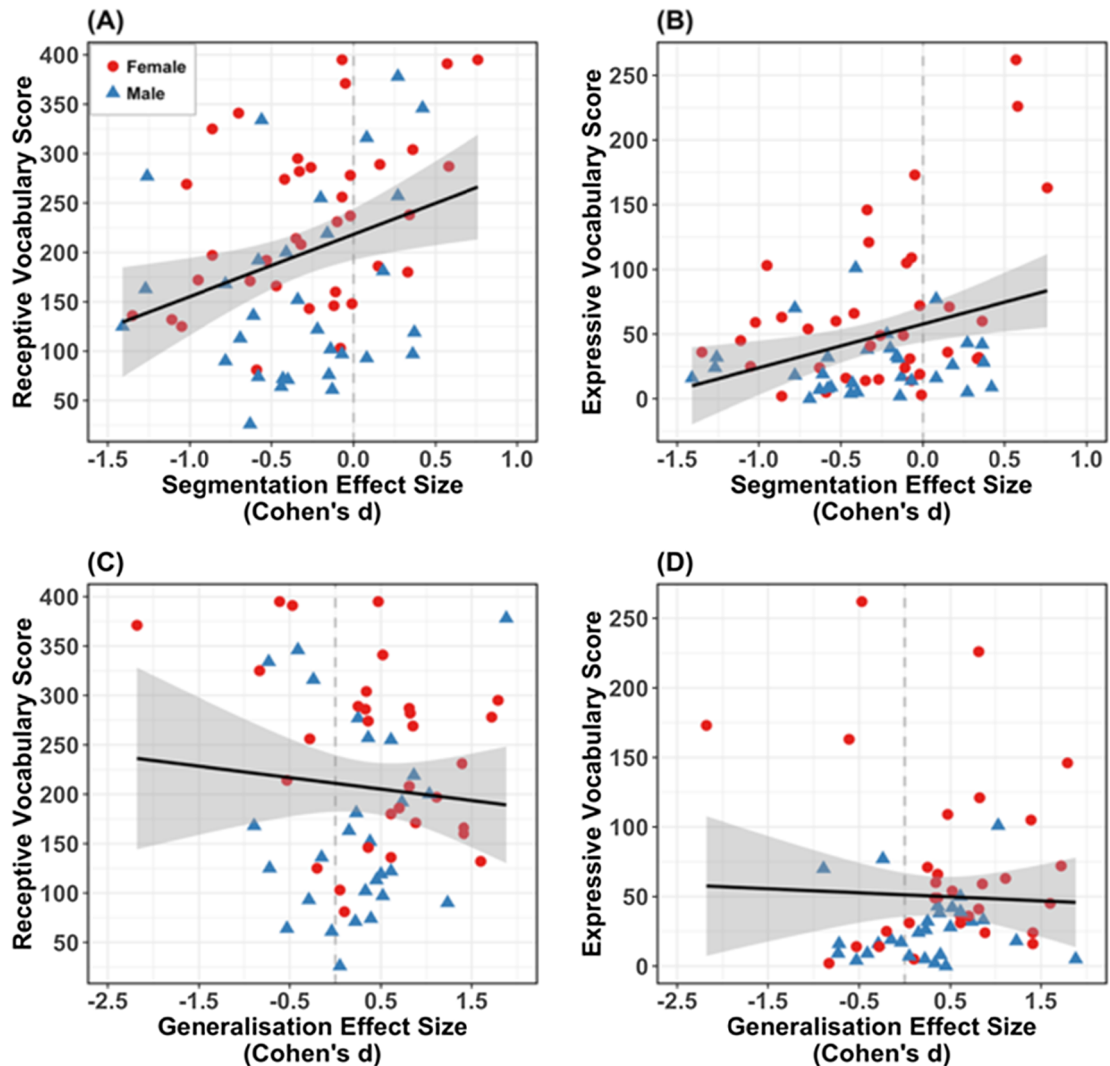 (A)
Receptive Vocabulary Score
400
350
300
250
200
150
100
50
Female
Male
-1.5 -1.0 -0.5 0.0 0.5 1.0
Segmentation Effect Size
(Cohen's d)
(B)
Expressive Vocabulary Score
250
200
150
100
50
0
-1.5 -1.0 -0.5 0.0 0.5 1.0
Segmentation Effect Size
(Cohen's d)
(C)
Receptive Vocabulary Score
400
350
300
250
200
150
100
50
-2.5 -1.5 -0.5 0.5 1.5
Generalisation Effect Size
(Cohen's d)
(D)
Expressive Vocabulary Score
250
200
150
100
50
0
-2.5 -1.5 -0.5 0.5 1.5
Generalisation Effect Size
(Cohen's d)